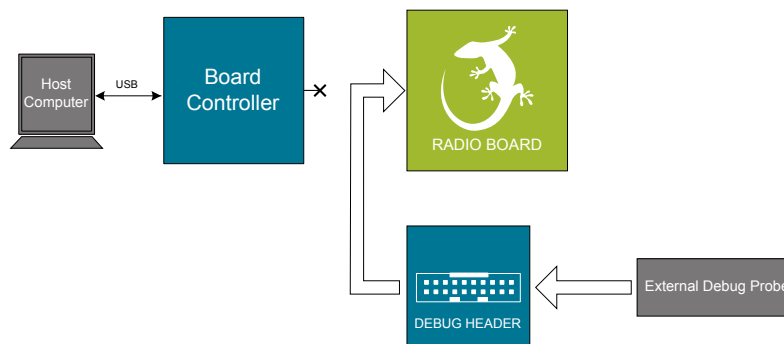 Host
Computer
USB
Board
Controller
RADIO BOARD
DEBUG HEADER
External Debug Probe